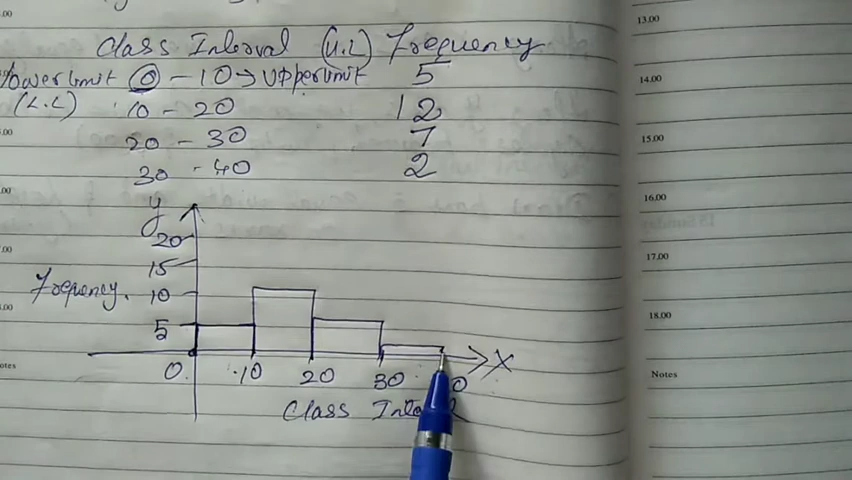 Class Interval (U.L) Frequency
lower limit 0 - 10 → upper limit 5
(L.L) 10 - 20 12
20 - 30 7
30 - 40 2
y
20
15
Frequency. 10
5
0 10 20 30 X
Class
13.00
14.00
15.00
16.00
17.00
18.00
Notes